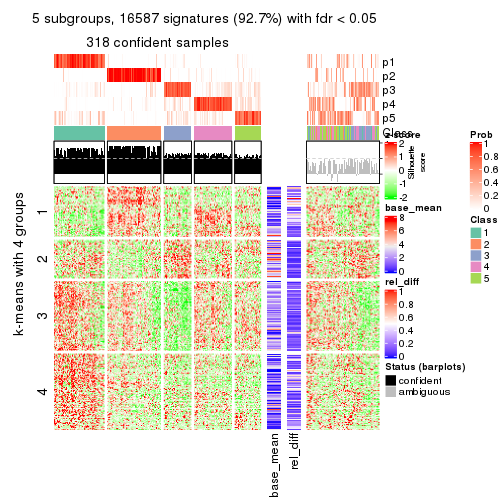 5 subgroups, 16587 signatures (92.7%) with fdr < 0.05
318 confident samples
p1
p2
p3
p4
p5
Class
z-score
2
1
0
-1
-2
Silhouette
score
Prob
1
0.8
0.6
0.4
0.2
0
base_mean
8
6
4
2
0
Class
1
2
3
4
5
rel_diff
1
0.8
0.6
0.4
0.2
0
Status (barplots)
confident
ambiguous
k-means with 4 groups
1
2
3
4
base_mean
rel_diff